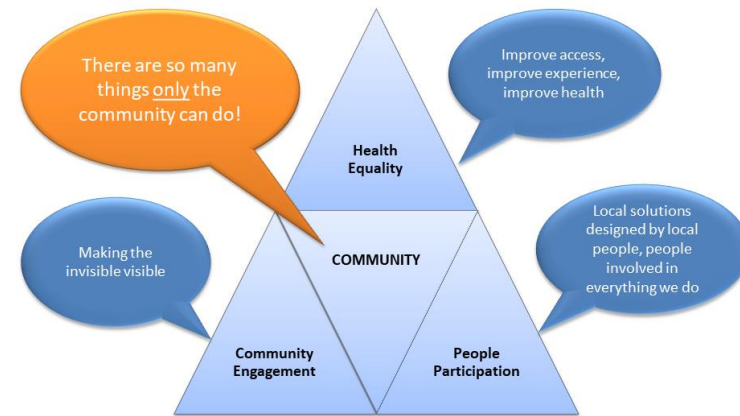 There are so many
things only the
community can do!
Improve access,
improve experience,
improve health
Health
Equality
Making the
invisible visible
COMMUNITY
Local solutions
designed by local
people, people
involved in
everything we do
Community
Engagement
People
Participation